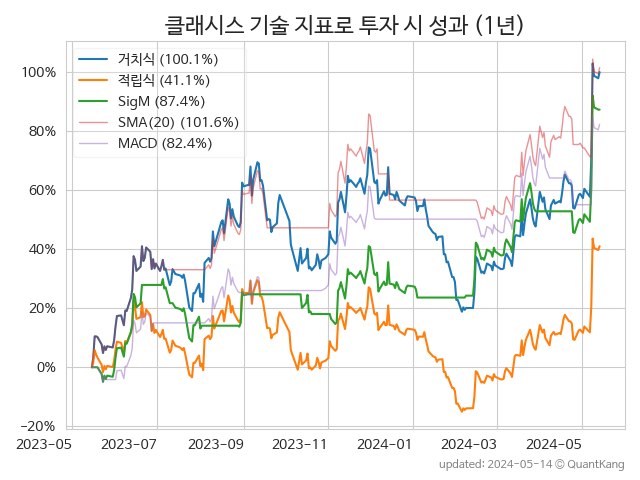 클래시스 기술 지표로 투자 시 성과 (1년)
거치식 (100.1%)
적립식 (41.1%)
SigM (87.4%)
SMA(20) (101.6%)
MACD (82.4%)
100%
80%
60%
40%
20%
0%
−20%
2023-05 2023-07 2023-09 2023-11 2024-01 2024-03 2024-05
updated: 2024-05-14 © QuantKang